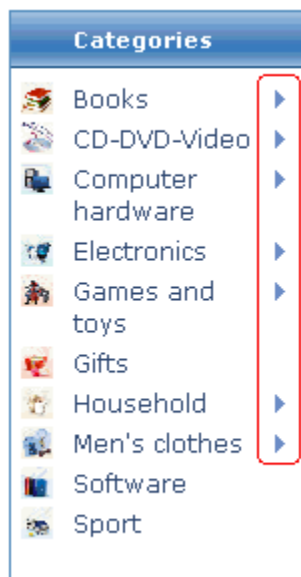 Categories
Books
CD-DVD-Video
Computer
hardware
Electronics
Games and
toys
Gifts
Household
Men's clothes
Software
Sport